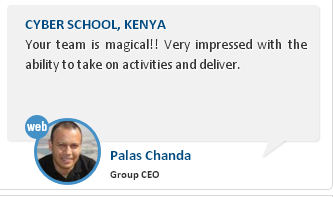 CYBER SCHOOL, KENYA
Your team is magical!! Very impressed with the
ability to take on activities and deliver.
web
Palas Chanda
Group CEO